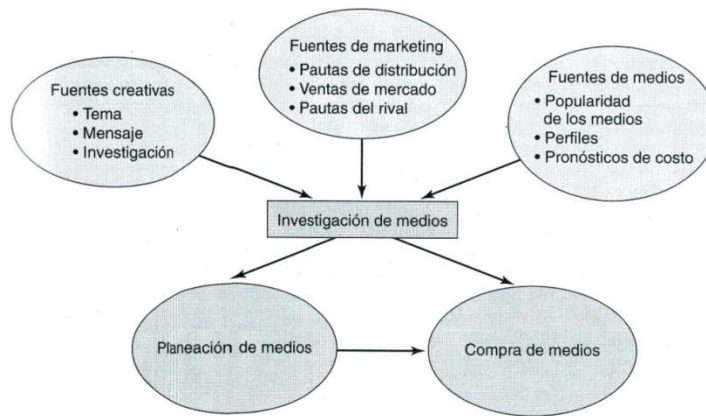 Fuentes creativas
• Tema
• Mensaje
• Investigación
Fuentes de marketing
• Pautas de distribución
• Ventas de mercado
• Pautas del rival
Fuentes de medios
• Popularidad
de los medios
• Perfiles
• Pronósticos de costo
Investigación de medios
Planeación de medios
Compra de medios